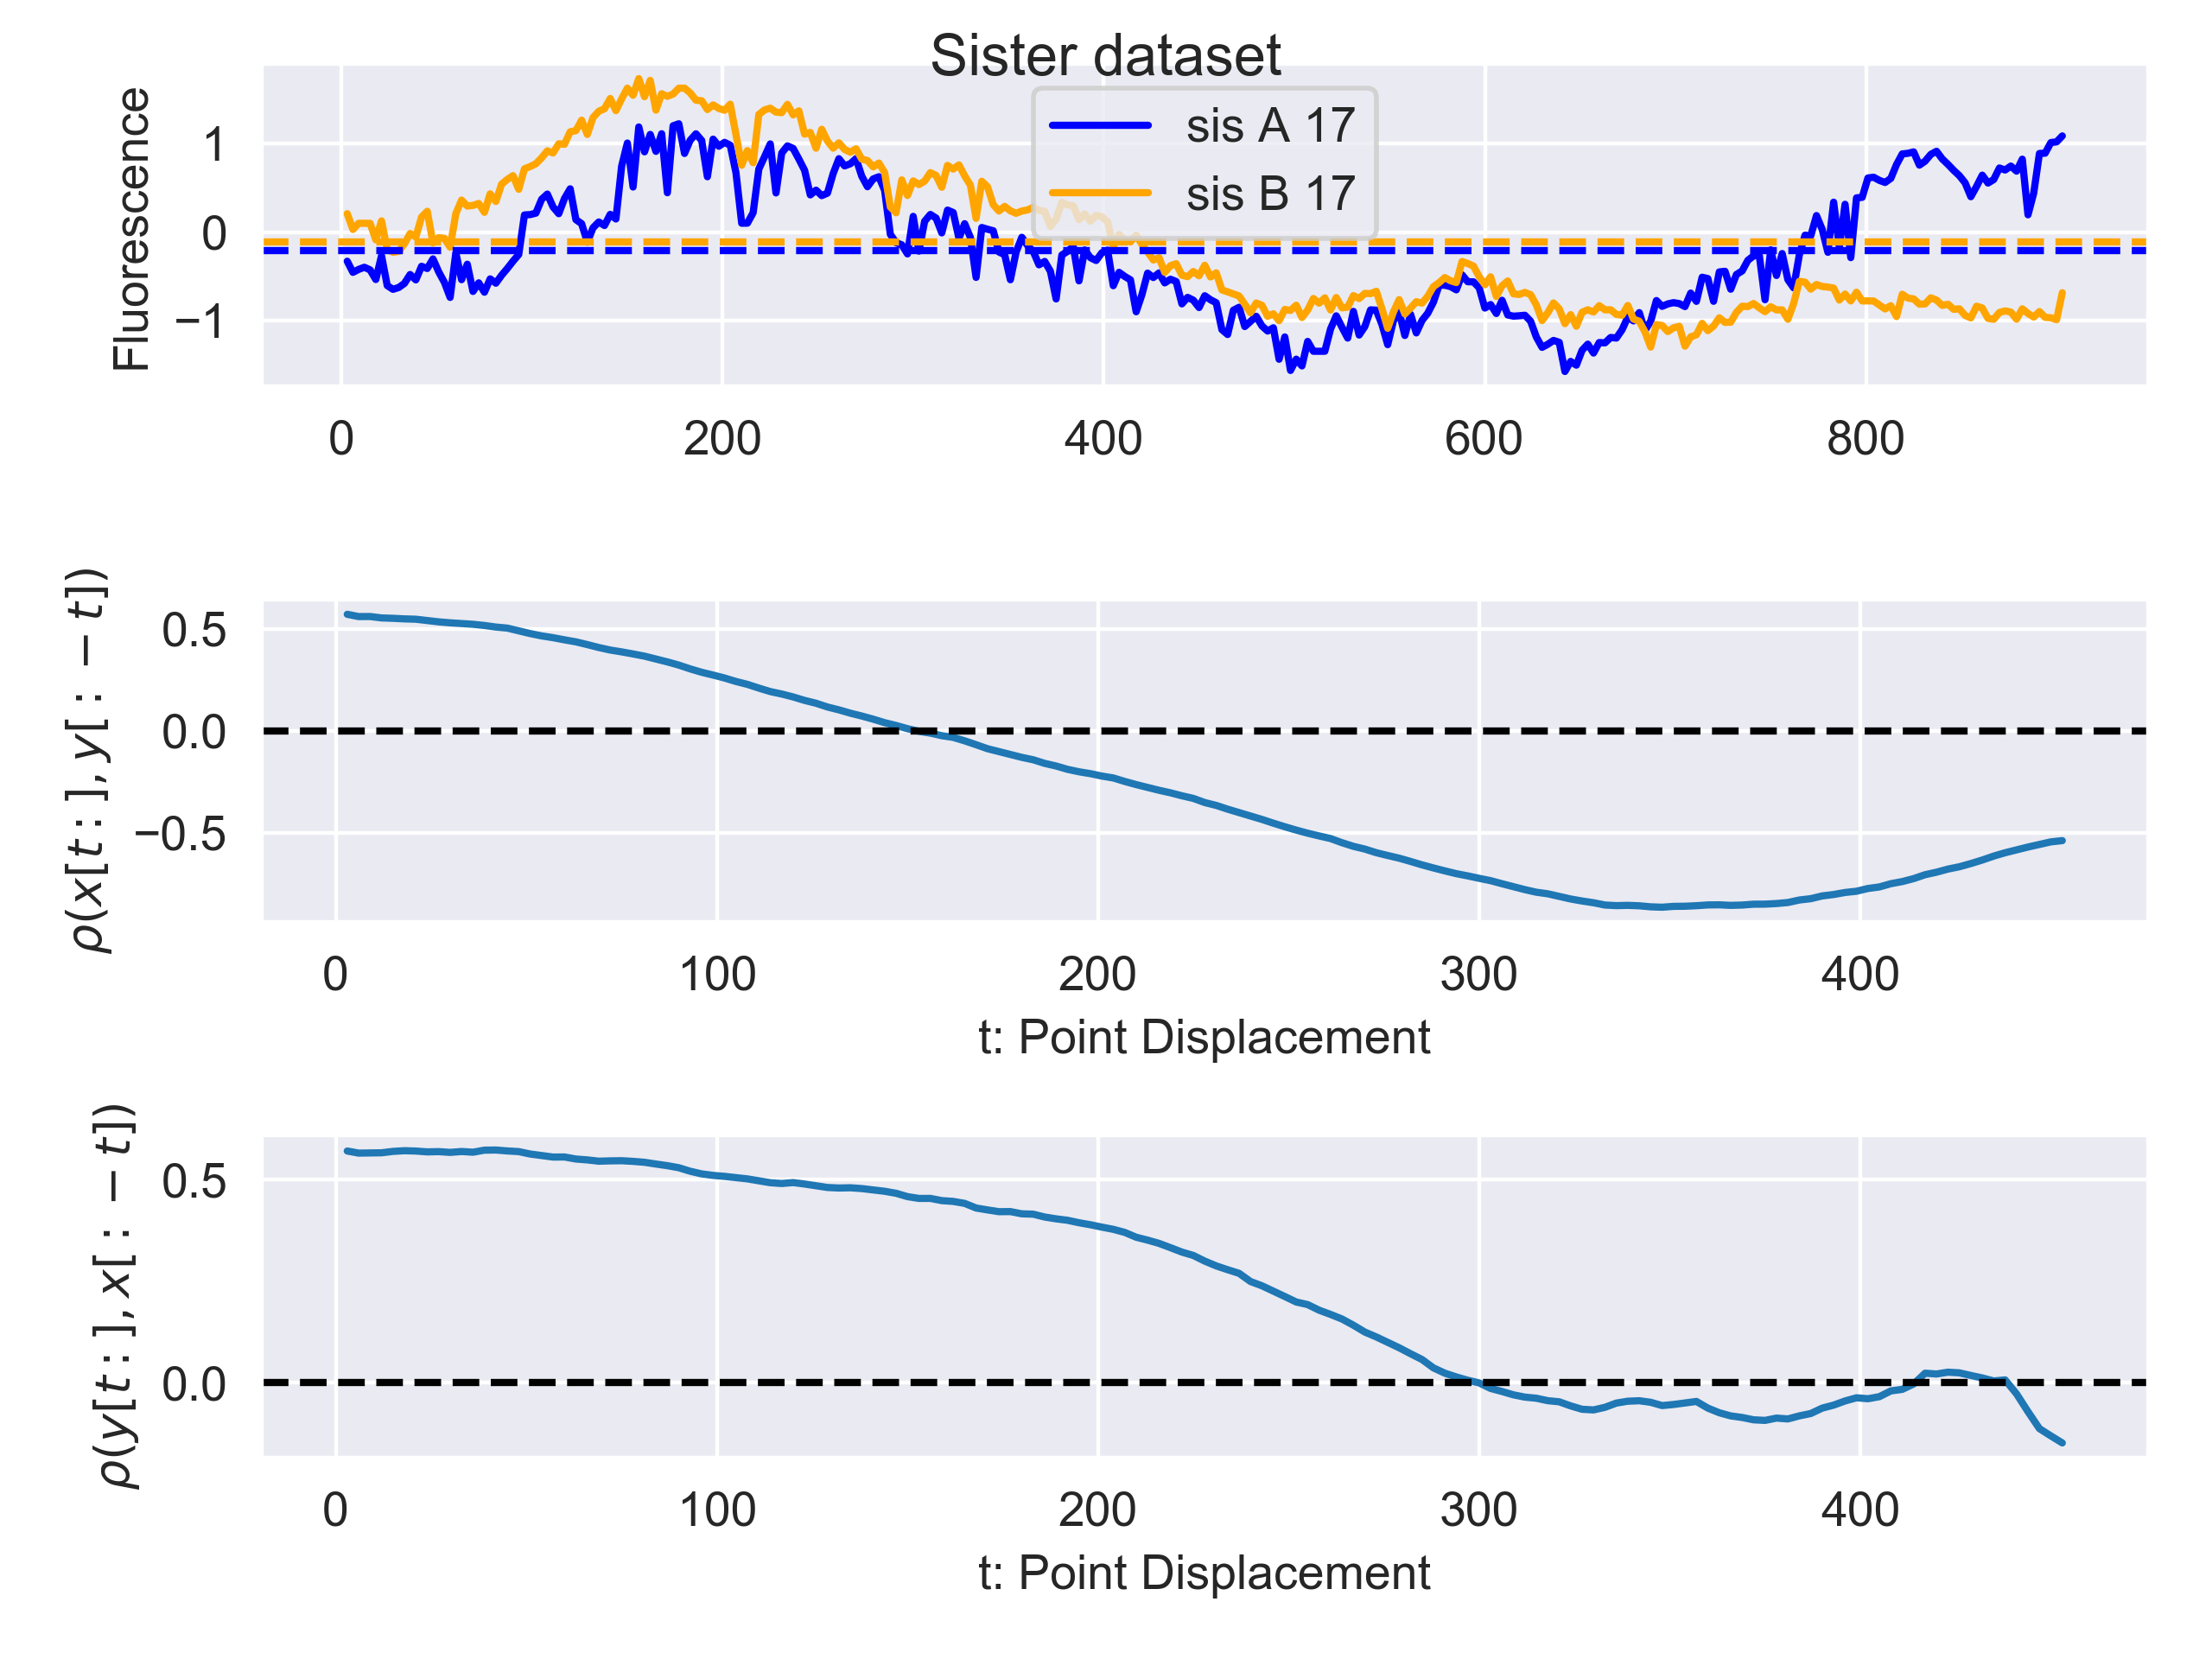 Sister dataset
sis A 17
sis B 17
Fluorescence
1
0
−1
0 200 400 600 800
ρ(x[t:], y[: − t])
0.5
0.0
−0.5
0 100 200 300 400
t: Point Displacement
ρ(y[t:], x[: − t])
0.5
0.0
0 100 200 300 400
t: Point Displacement